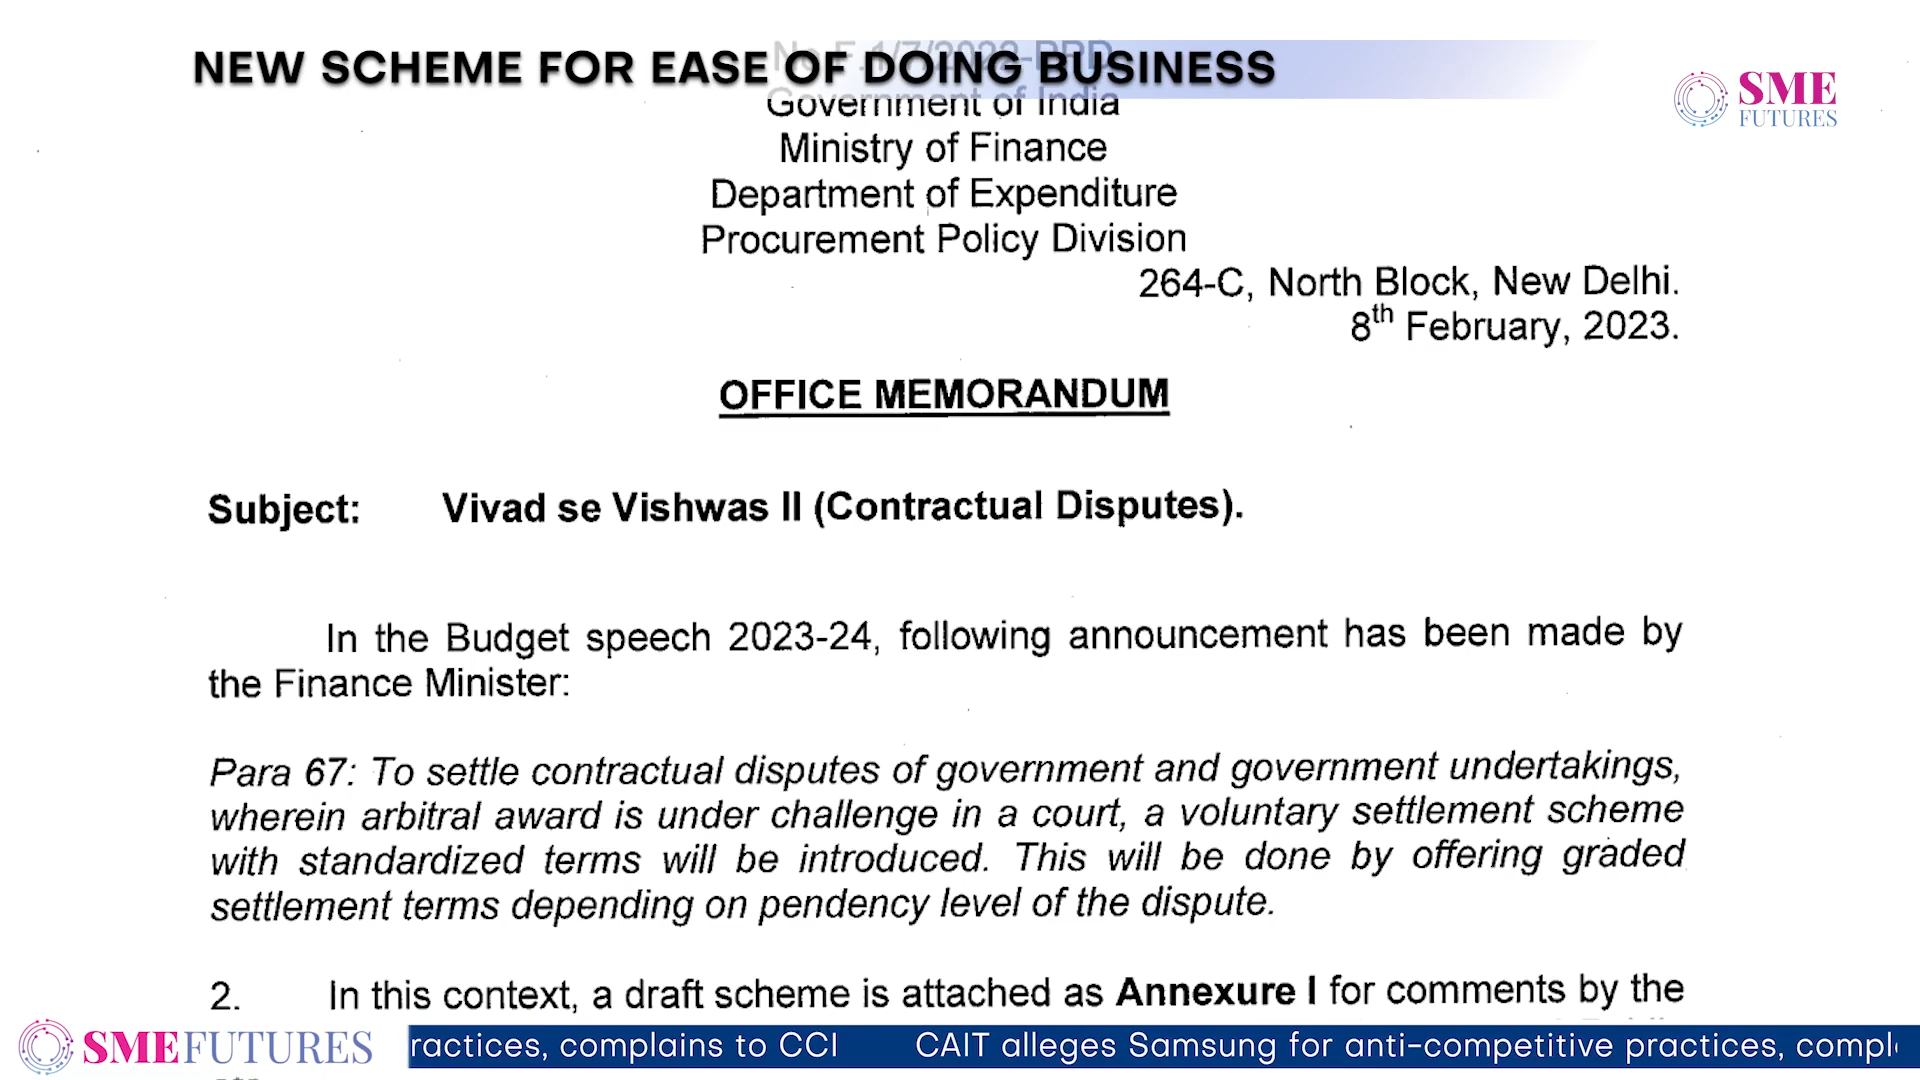 NEW SCHEME FOR EASE OF DOING BUSINESS
SME
FUTURES
Government of India
Ministry of Finance
Department of Expenditure
Procurement Policy Division
264-C, North Block, New Delhi.
8th February, 2023.
OFFICE MEMORANDUM
Subject: Vivad se Vishwas II (Contractual Disputes).
In the Budget speech 2023-24, following announcement has been made by
the Finance Minister:
Para 67: To settle contractual disputes of government and government undertakings,
wherein arbitral award is under challenge in a court, a voluntary settlement scheme
with standardized terms will be introduced. This will be done by offering graded
settlement terms depending on pendency level of the dispute.
2. In this context, a draft scheme is attached as Annexure I for comments by the
SMEFUTURES
ractices, complains to CCI CAIT alleges Samsung for anti-competitive practices, compl